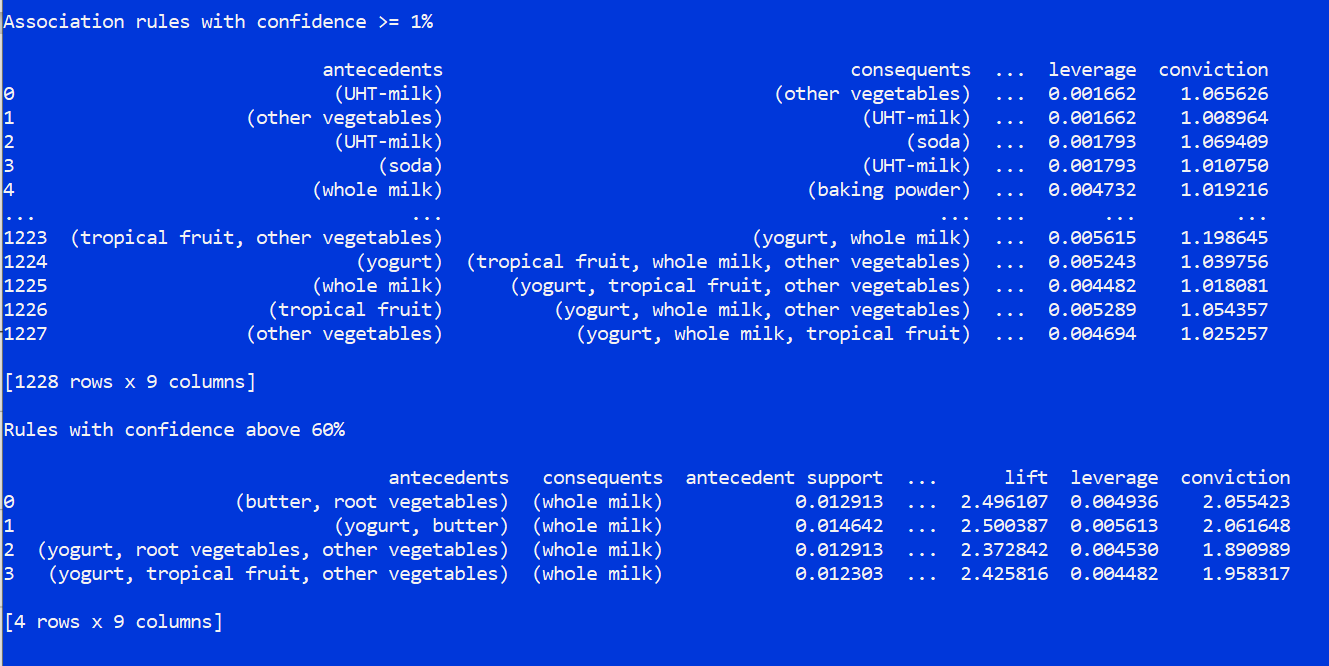 Association rules with confidence >= 1%
antecedents consequents ... leverage conviction
0 (UHT-milk) (other vegetables) ... 0.001662 1.065626
1 (other vegetables) (UHT-milk) ... 0.001662 1.008964
2 (UHT-milk) (soda) ... 0.001793 1.069409
3 (soda) (UHT-milk) ... 0.001793 1.010750
4 (whole milk) (baking powder) ... 0.004732 1.019216
... ... ... ... ... ...
1223 (tropical fruit, other vegetables) (yogurt, whole milk) ... 0.005615 1.198645
1224 (yogurt) (tropical fruit, whole milk, other vegetables) ... 0.005243 1.039756
1225 (whole milk) (yogurt, tropical fruit, other vegetables) ... 0.004482 1.018081
1226 (tropical fruit) (yogurt, whole milk, other vegetables) ... 0.005289 1.054357
1227 (other vegetables) (yogurt, whole milk, tropical fruit) ... 0.004694 1.025257
[1228 rows x 9 columns]
Rules with confidence above 60%
antecedents consequents antecedent support ... lift leverage conviction
0 (butter, root vegetables) (whole milk) 0.012913 ... 2.496107 0.004936 2.055423
1 (yogurt, butter) (whole milk) 0.014642 ... 2.500387 0.005613 2.061648
2 (yogurt, root vegetables, other vegetables) (whole milk) 0.012913 ... 2.372842 0.004530 1.890989
3 (yogurt, tropical fruit, other vegetables) (whole milk) 0.012303 ... 2.425816 0.004482 1.958317
[4 rows x 9 columns]